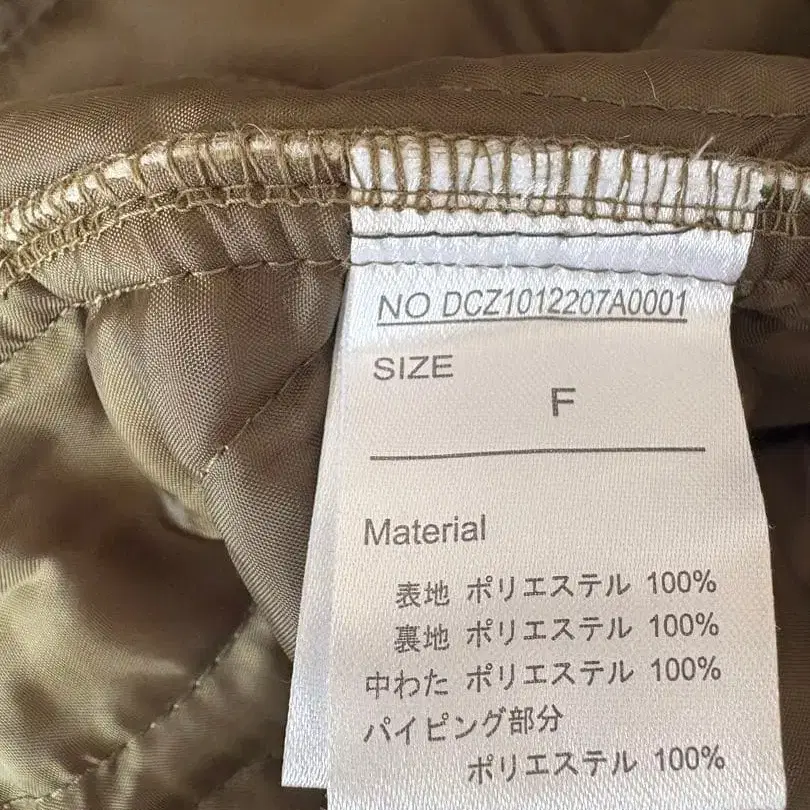 NO DCZ1012207A0001
SIZE
F
Material
表地 ポリエステル 100%
裏地 ポリエステル 100%
中わた ポリエステル 100%
パイピング部分
ポリエステル 100%